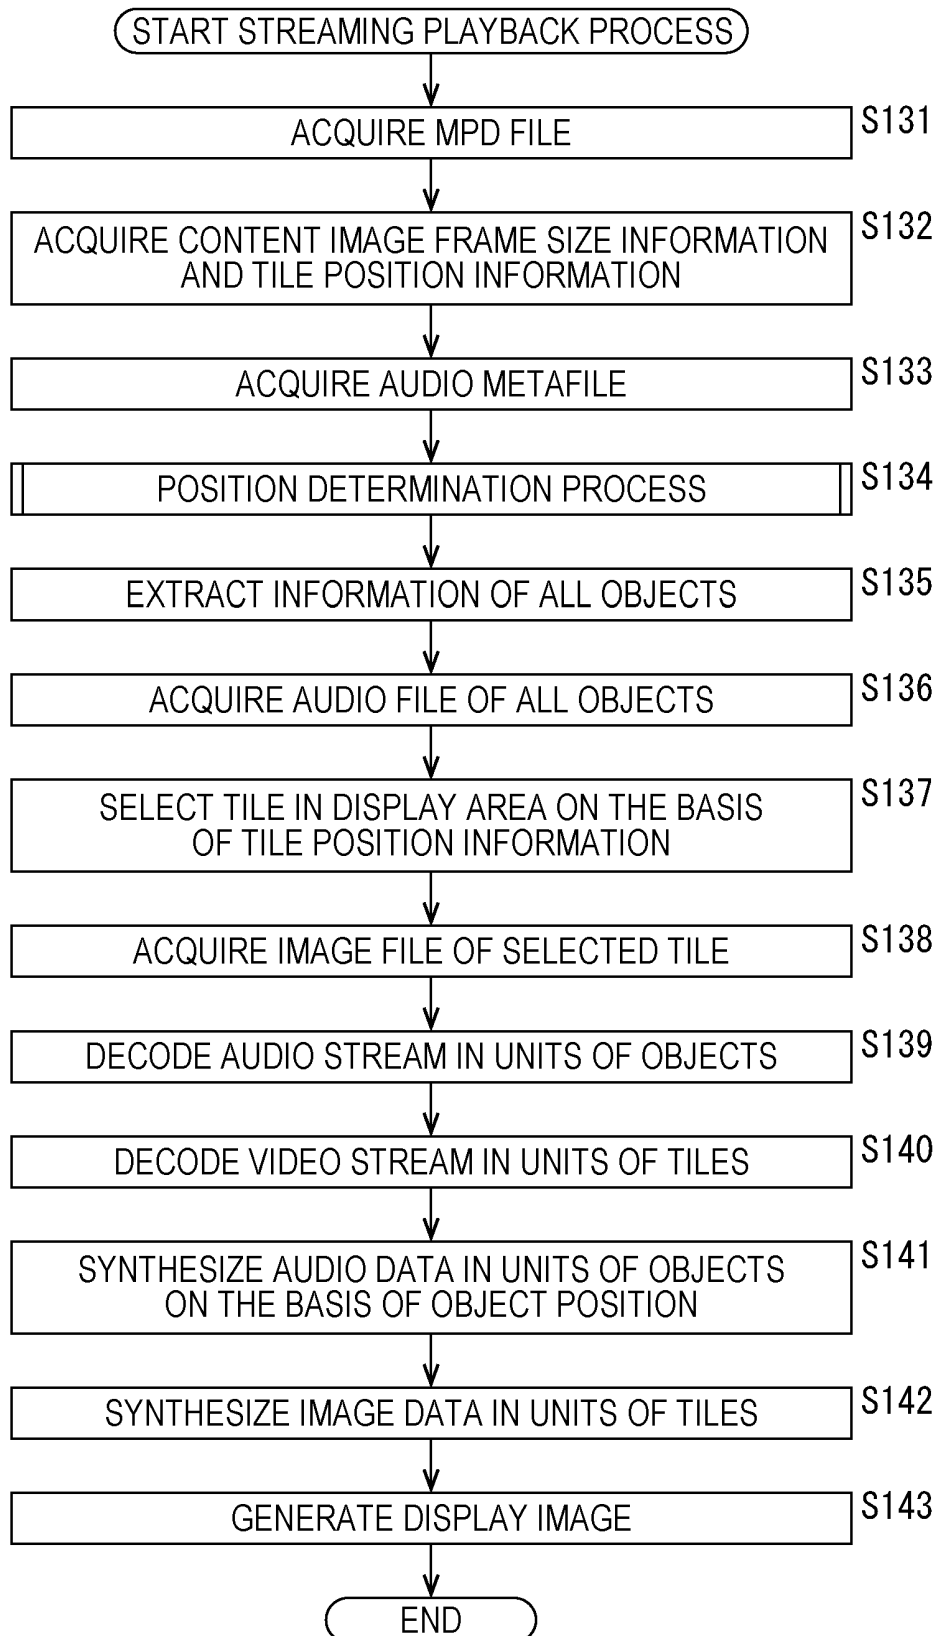 START STREAMING PLAYBACK PROCESS
ACQUIRE MPD FILE
S131
ACQUIRE CONTENT IMAGE FRAME SIZE INFORMATION
AND TILE POSITION INFORMATION
S132
ACQUIRE AUDIO METAFILE
S133
POSITION DETERMINATION PROCESS
S134
EXTRACT INFORMATION OF ALL OBJECTS
S135
ACQUIRE AUDIO FILE OF ALL OBJECTS
S136
SELECT TILE IN DISPLAY AREA ON THE BASIS
OF TILE POSITION INFORMATION
S137
ACQUIRE IMAGE FILE OF SELECTED TILE
S138
DECODE AUDIO STREAM IN UNITS OF OBJECTS
S139
DECODE VIDEO STREAM IN UNITS OF TILES
S140
SYNTHESIZE AUDIO DATA IN UNITS OF OBJECTS
ON THE BASIS OF OBJECT POSITION
S141
SYNTHESIZE IMAGE DATA IN UNITS OF TILES
S142
GENERATE DISPLAY IMAGE
S143
END